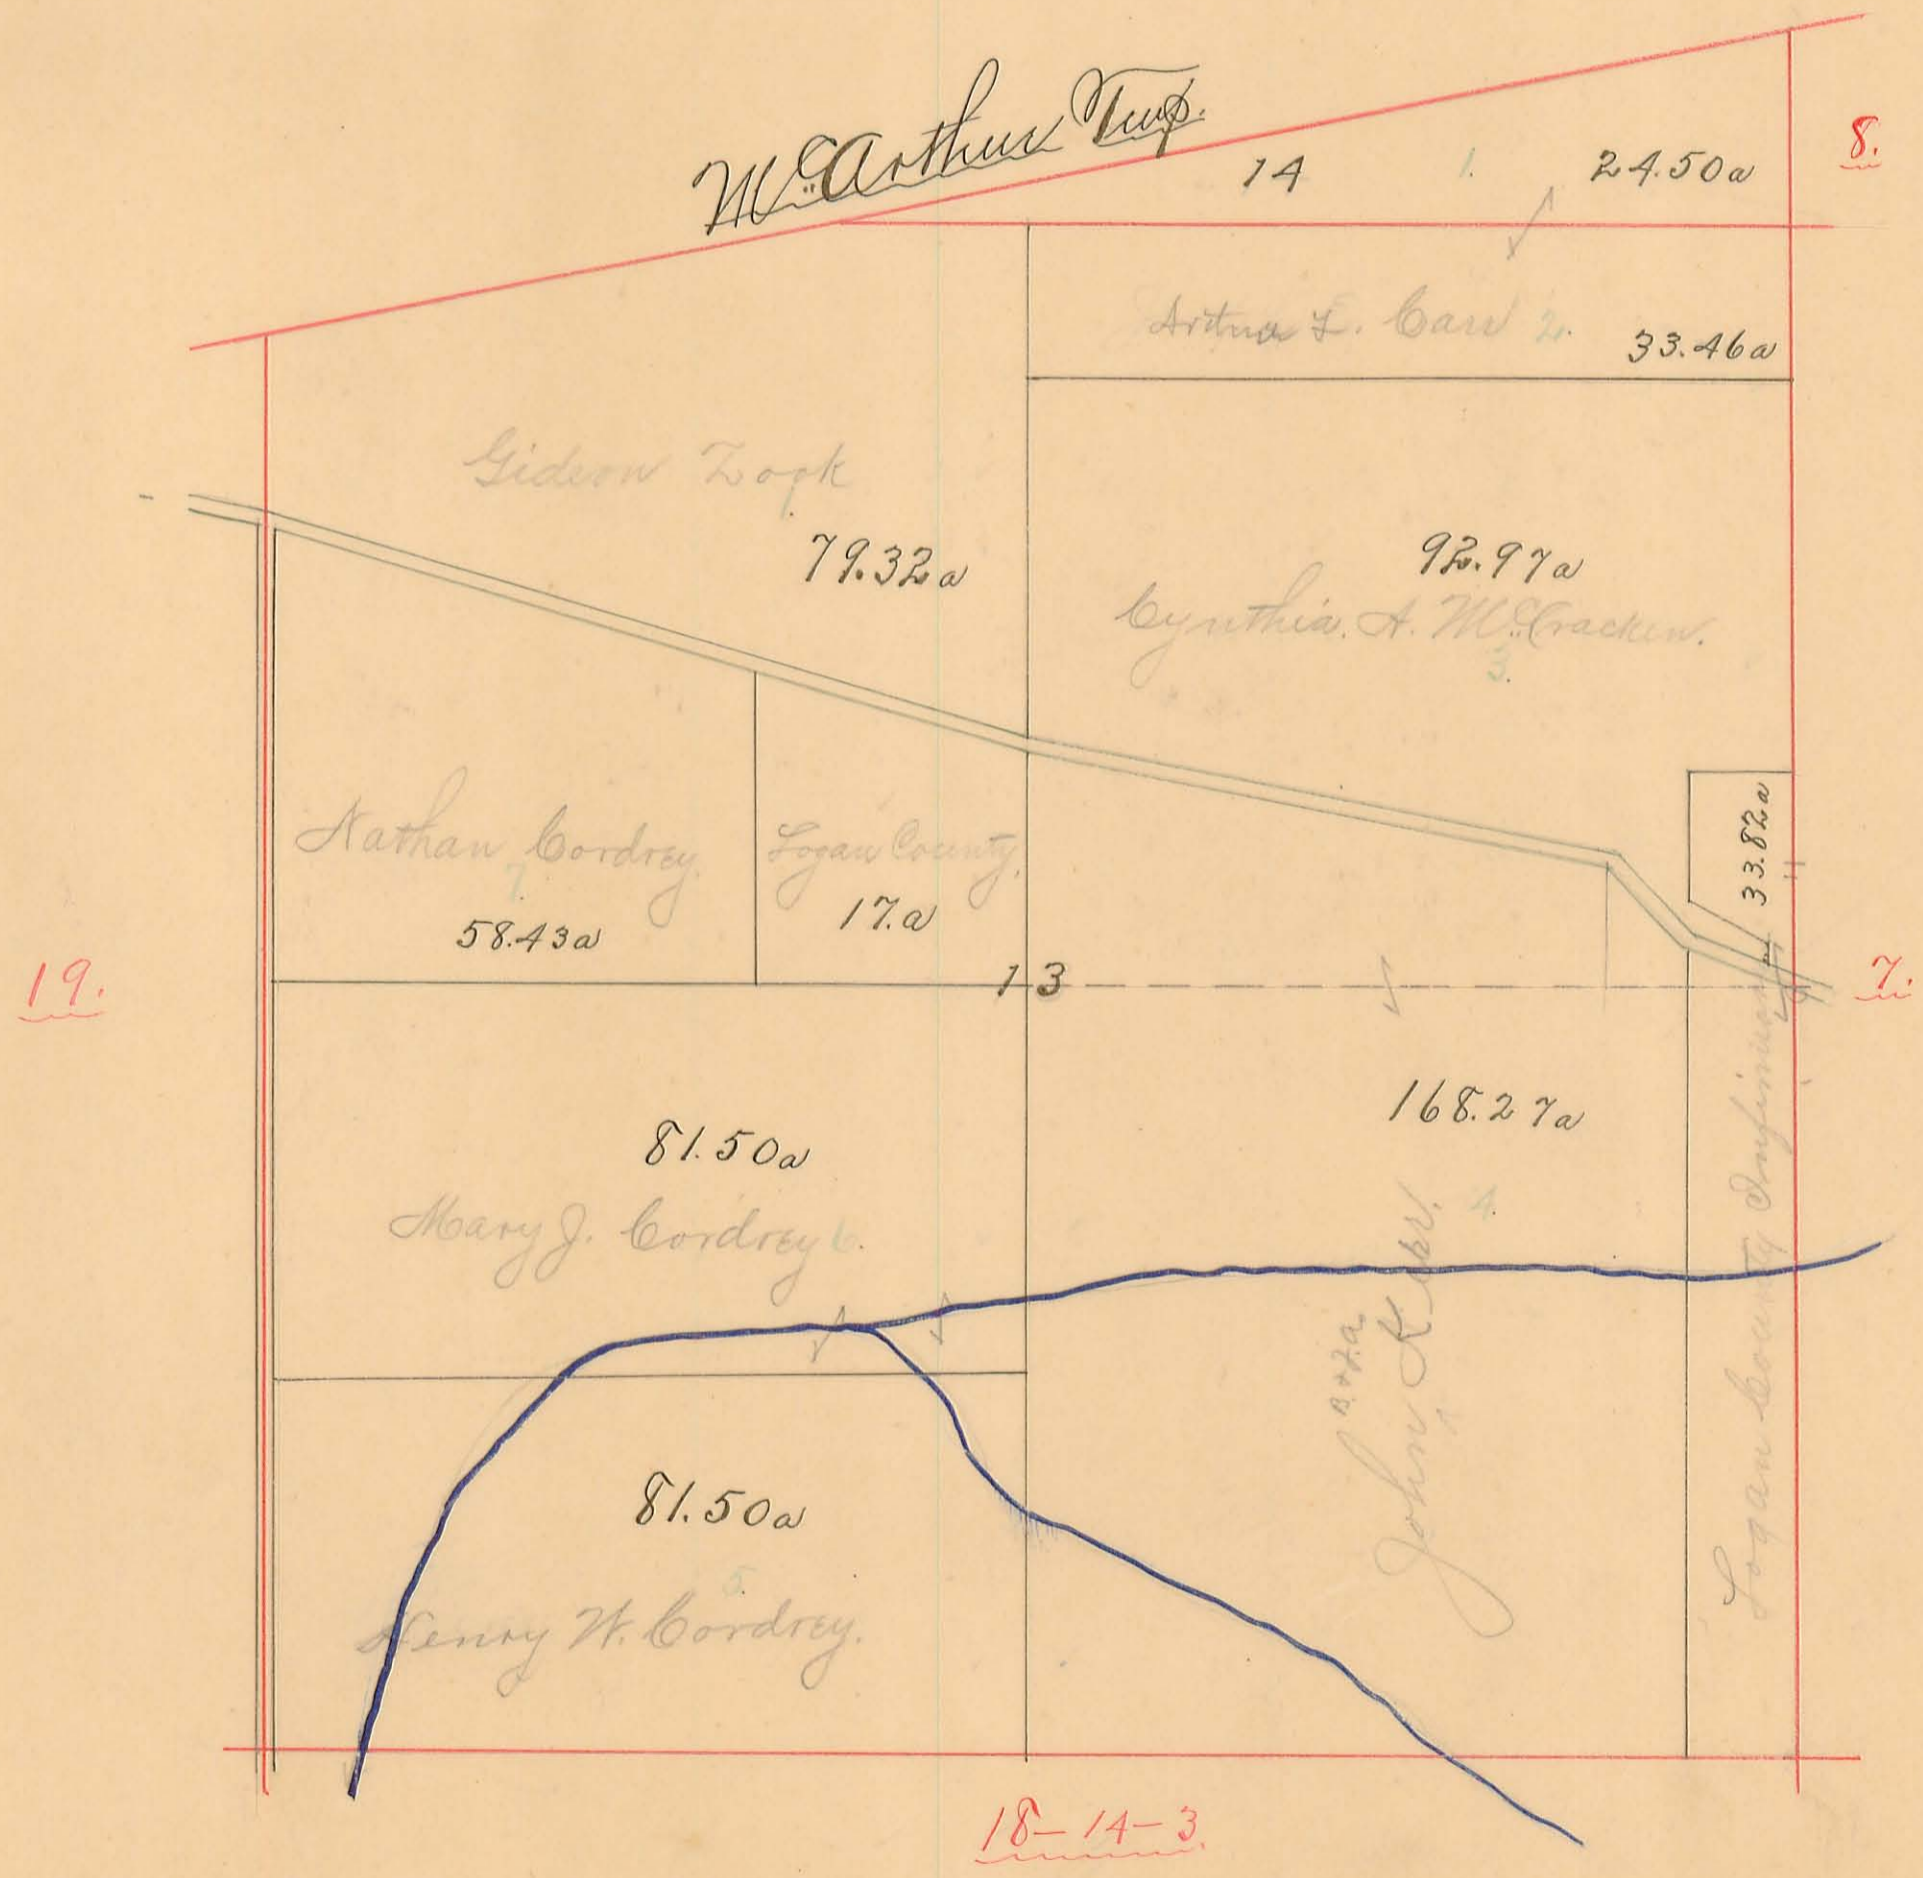 McArthur Twp.
14 1. 24.50a
8.
L. Carr 2.
33.46a
Gideon Zook
79.32a
92.97a
Cynthia. A. McCracken.
3.
33.82a
Nathan Cordrey.
7.
58.43a
Logan County.
17.a
13
19.
7.
81.50a
Mary J. Cordrey 6.
168.27a
4.
John Kerr.
Logan County Infirmary
81.50a
5.
Henry W. Cordrey.
18-14-3.